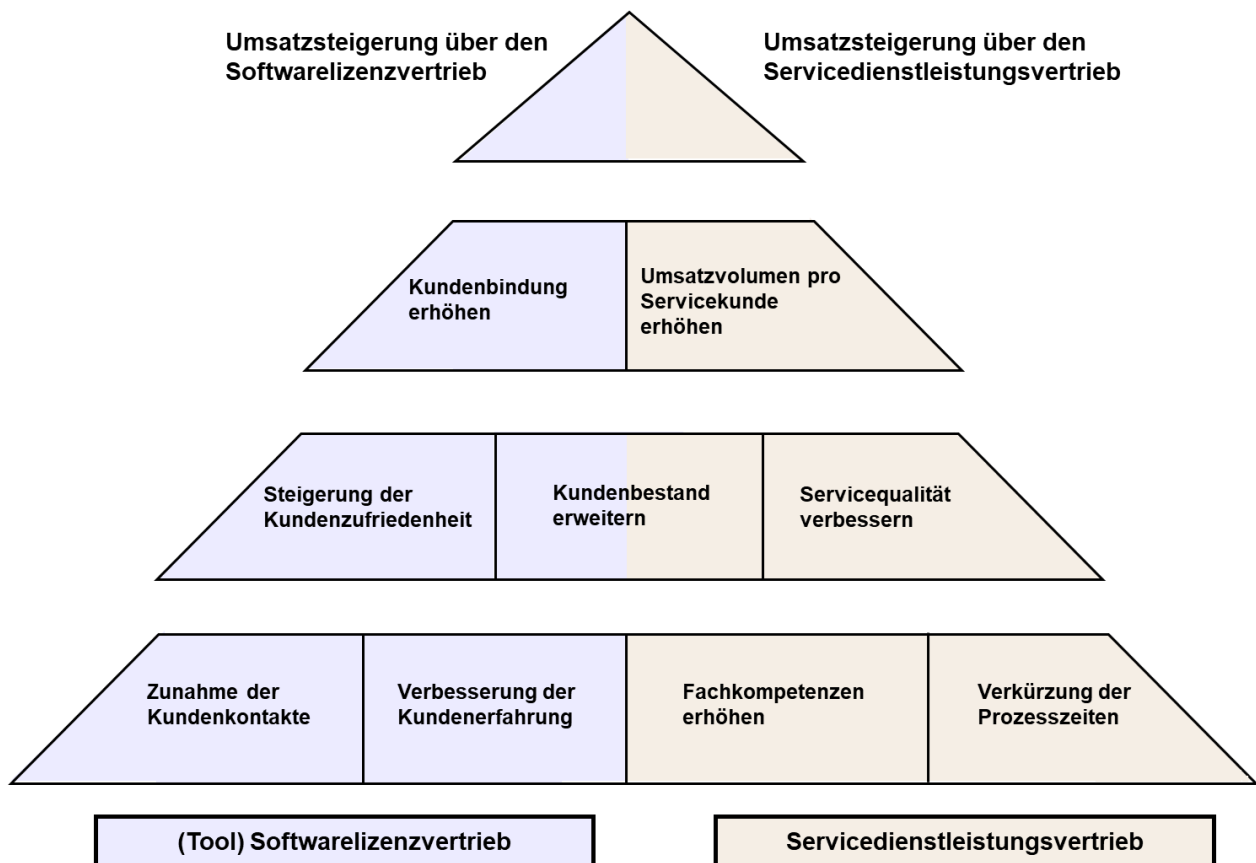 Umsatzsteigerung über den
Softwarelizenzvertrieb
Umsatzsteigerung über den
Servicedienstleistungsvertrieb
Kundenbindung
erhöhen
Umsatzvolumen pro
Servicekunde
erhöhen
Steigerung der
Kundenzufriedenheit
Kundenbestand
erweitern
Servicequalität
verbessern
Zunahme der
Kundenkontakte
Verbesserung der
Kundenerfahrung
Fachkompetenzen
erhöhen
Verkürzung der
Prozesszeiten
(Tool) Softwarelizenzvertrieb
Servicedienstleistungsvertrieb